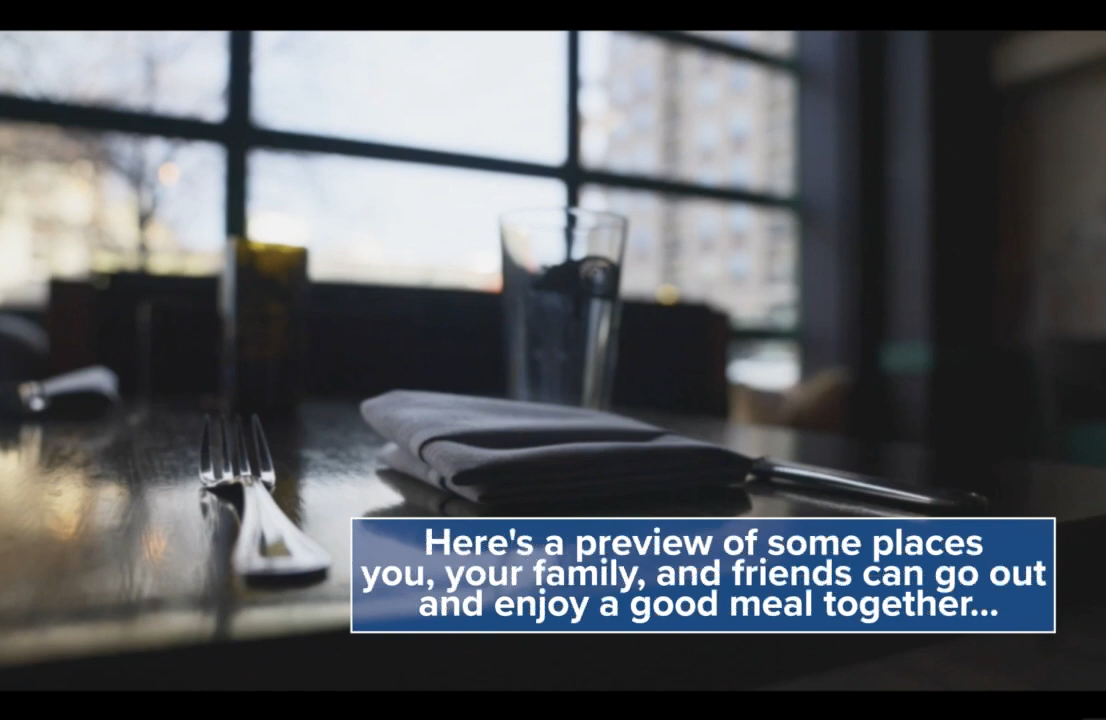 Here's a preview of some places
you, your family, and friends can go out
and enjoy a good meal together...